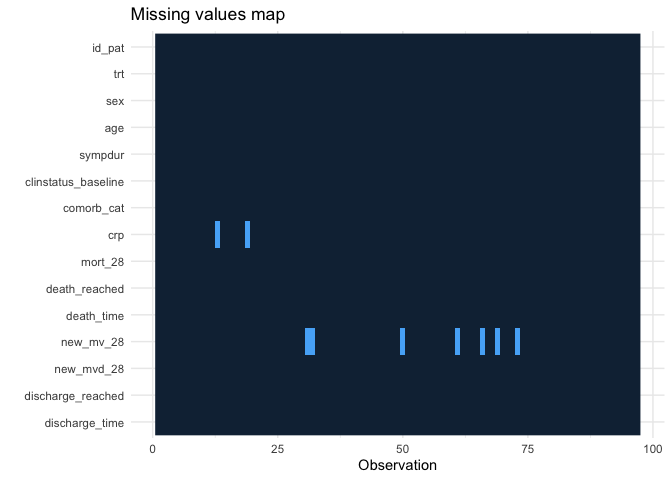 Missing values map
id_pat
trt
sex
age
sympdur
clinstatus_baseline
comorb_cat
crp
mort_28
death_reached
death_time
new_mv_28
new_mvd_28
discharge_reached
discharge_time
0 25 50 75 100
Observation